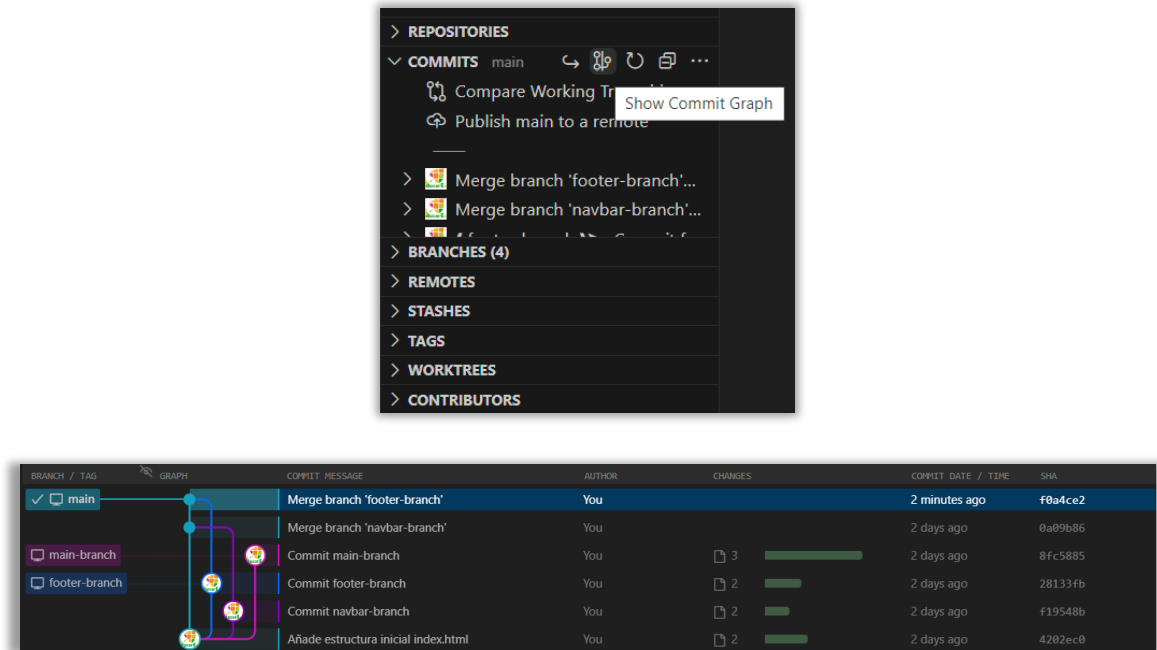 REPOSITORIES
COMMITS main
Compare Working Tr
Show Commit Graph
Publish main to a remote
Merge branch 'footer-branch'...
Merge branch 'navbar-branch'...
BRANCHES (4)
REMOTES
STASHES
TAGS
WORKTREES
CONTRIBUTORS
BRANCH / TAG GRAPH COMMIT MESSAGE AUTHOR CHANGES COMMIT DATE / TIME SHA
main Merge branch 'footer-branch' You 2 minutes ago f0a4ce2
Merge branch 'navbar-branch' You 2 days ago 0a09b86
main-branch Commit main-branch You 3 2 days ago 8fc5885
footer-branch Commit footer-branch You 2 2 days ago 28133fb
Commit navbar-branch You 2 2 days ago f19548b
Añade estructura inicial index.html You 2 2 days ago 4202ec0